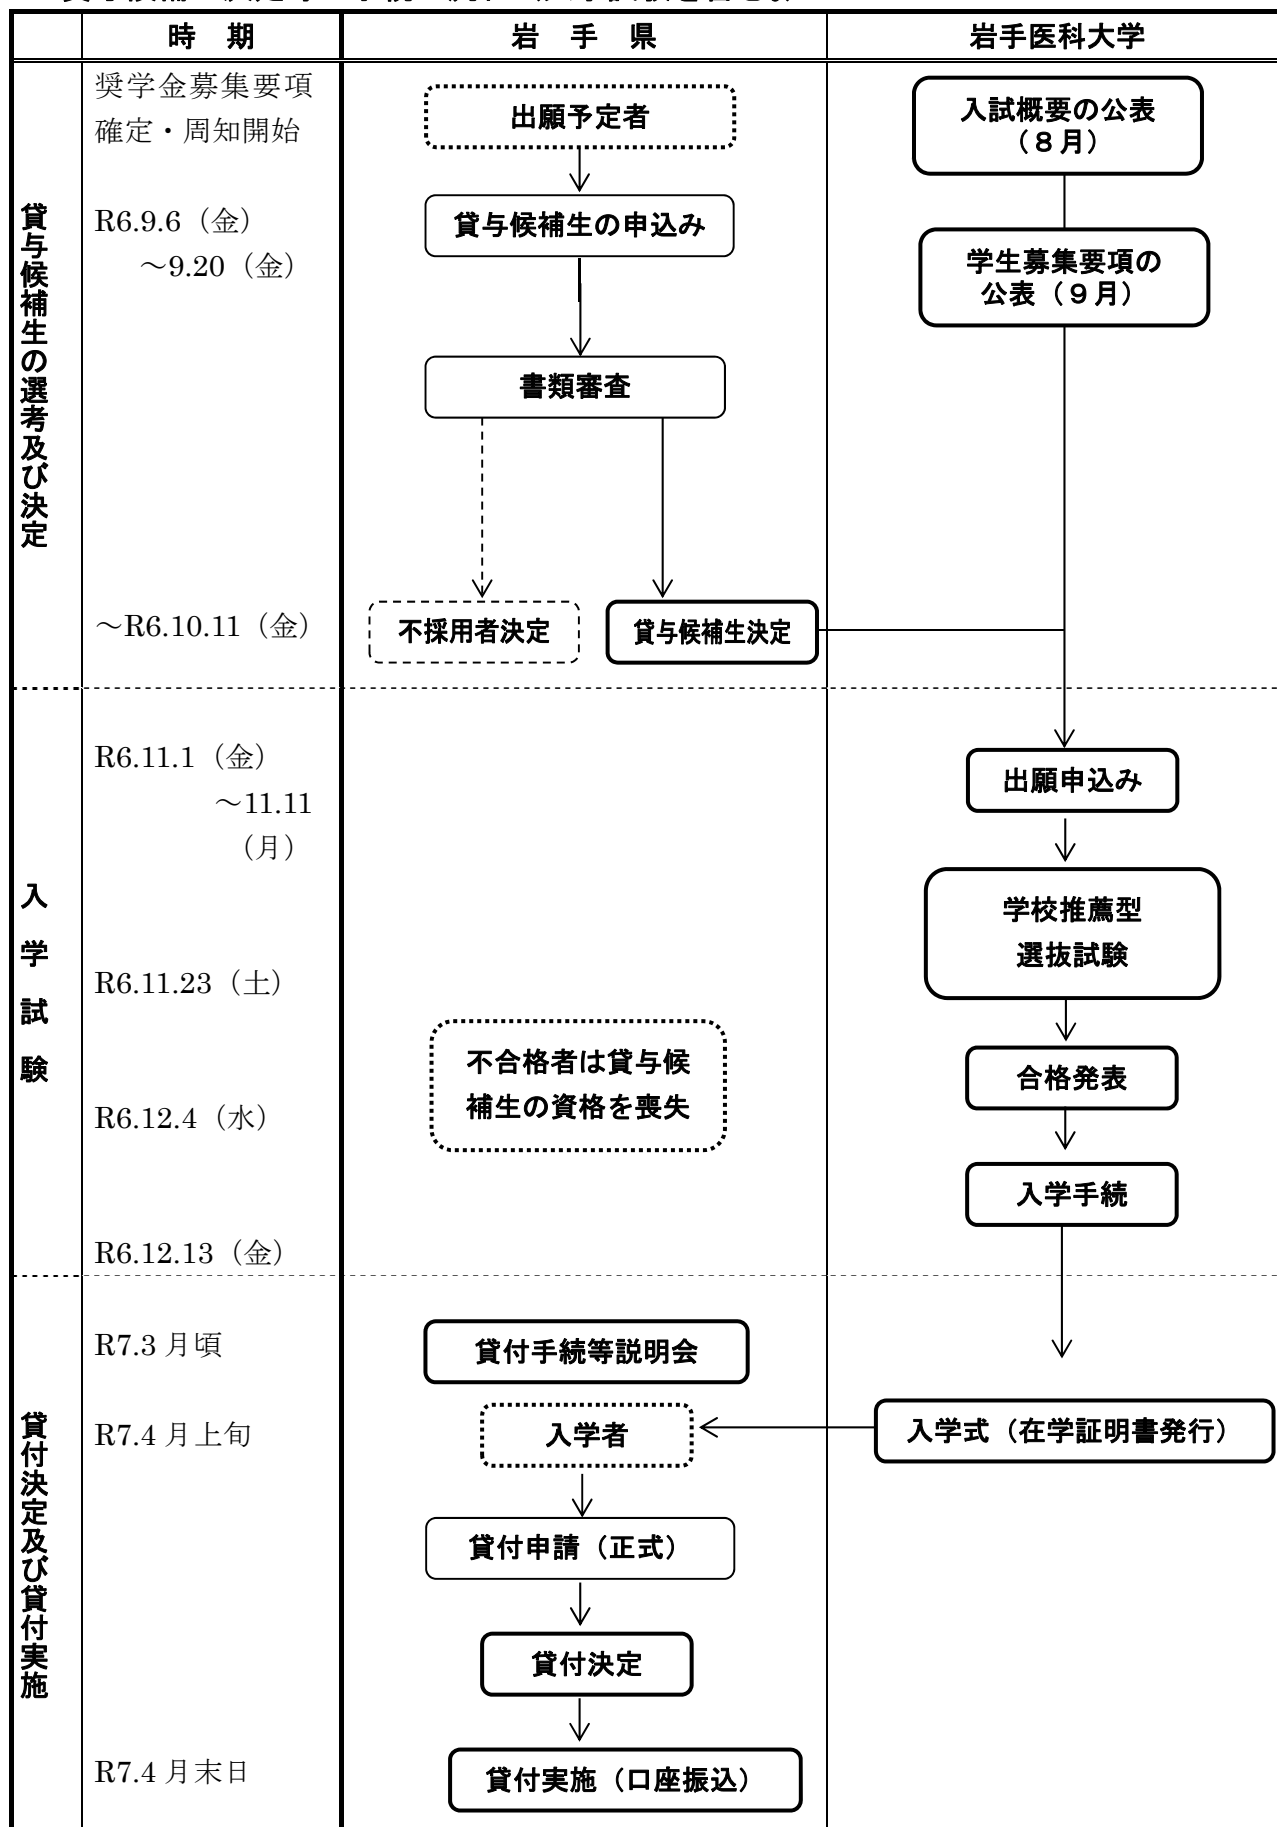 時 期
岩 手 県
岩手医科大学
貸与候補生の選考及び決定
奨学金募集要項
確定・周知開始
出願予定者
入試概要の公表
（８月）
R6.9.6（金）
～9.20（金）
貸与候補生の申込み
学生募集要項の
公表（９月）
書類審査
～R6.10.11（金）
不採用者決定
貸与候補生決定
入学試験
R6.11.1（金）
～11.11
（月）
出願申込み
学校推薦型
選抜試験
R6.11.23（土）
不合格者は貸与候
補生の資格を喪失
合格発表
R6.12.4（水）
入学手続
R6.12.13（金）
貸付決定及び貸付実施
R7.3 月頃
貸付手続等説明会
R7.4 月上旬
入学者
入学式（在学証明書発行）
貸付申請（正式）
貸付決定
R7.4 月末日
貸付実施（口座振込）